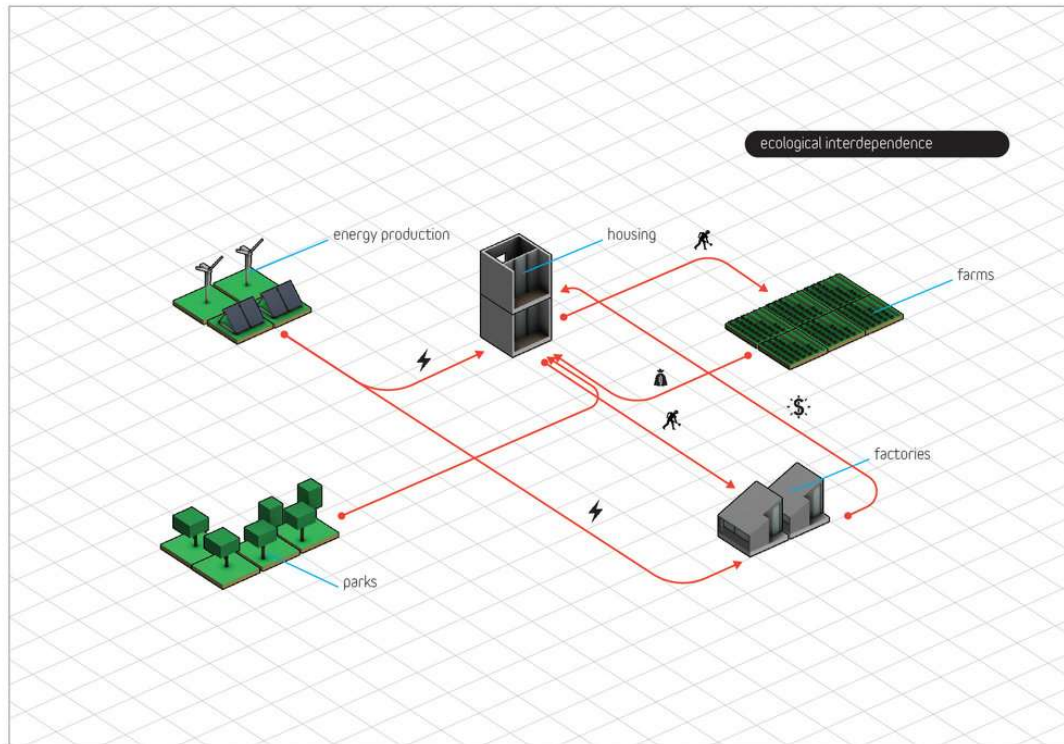 ecological interdependence
energy production
housing
farms
$
factories
parks